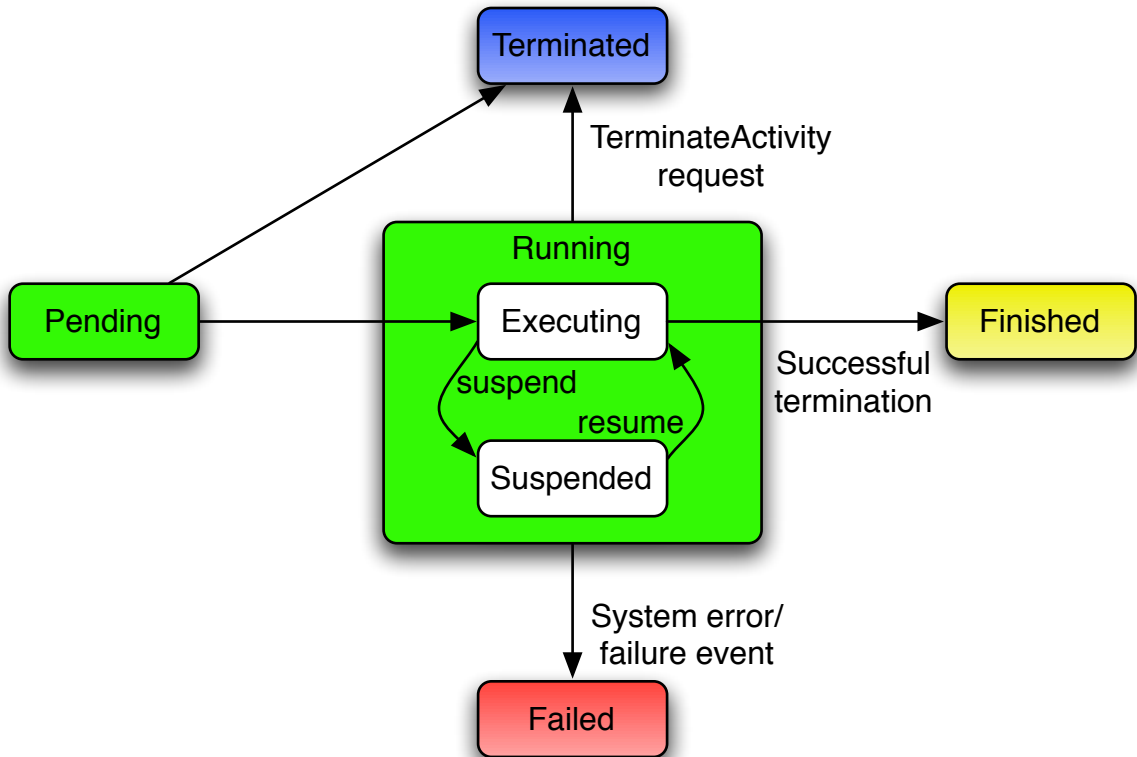 Terminated
TerminateActivity
request
Running
Pending
Executing
Finished
suspend
Successful
termination
resume
Suspended
System error/
failure event
Failed